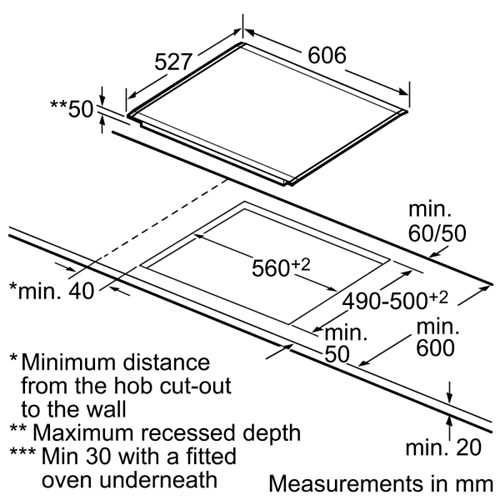 527
606
**50
min.
60/50
560+2
*min. 40
490-500+2
min.
50
min.
600
*Minimum distance
from the hob cut-out
to the wall
** Maximum recessed depth
*** Min 30 with a fitted
oven underneath
min. 20
Measurements in mm